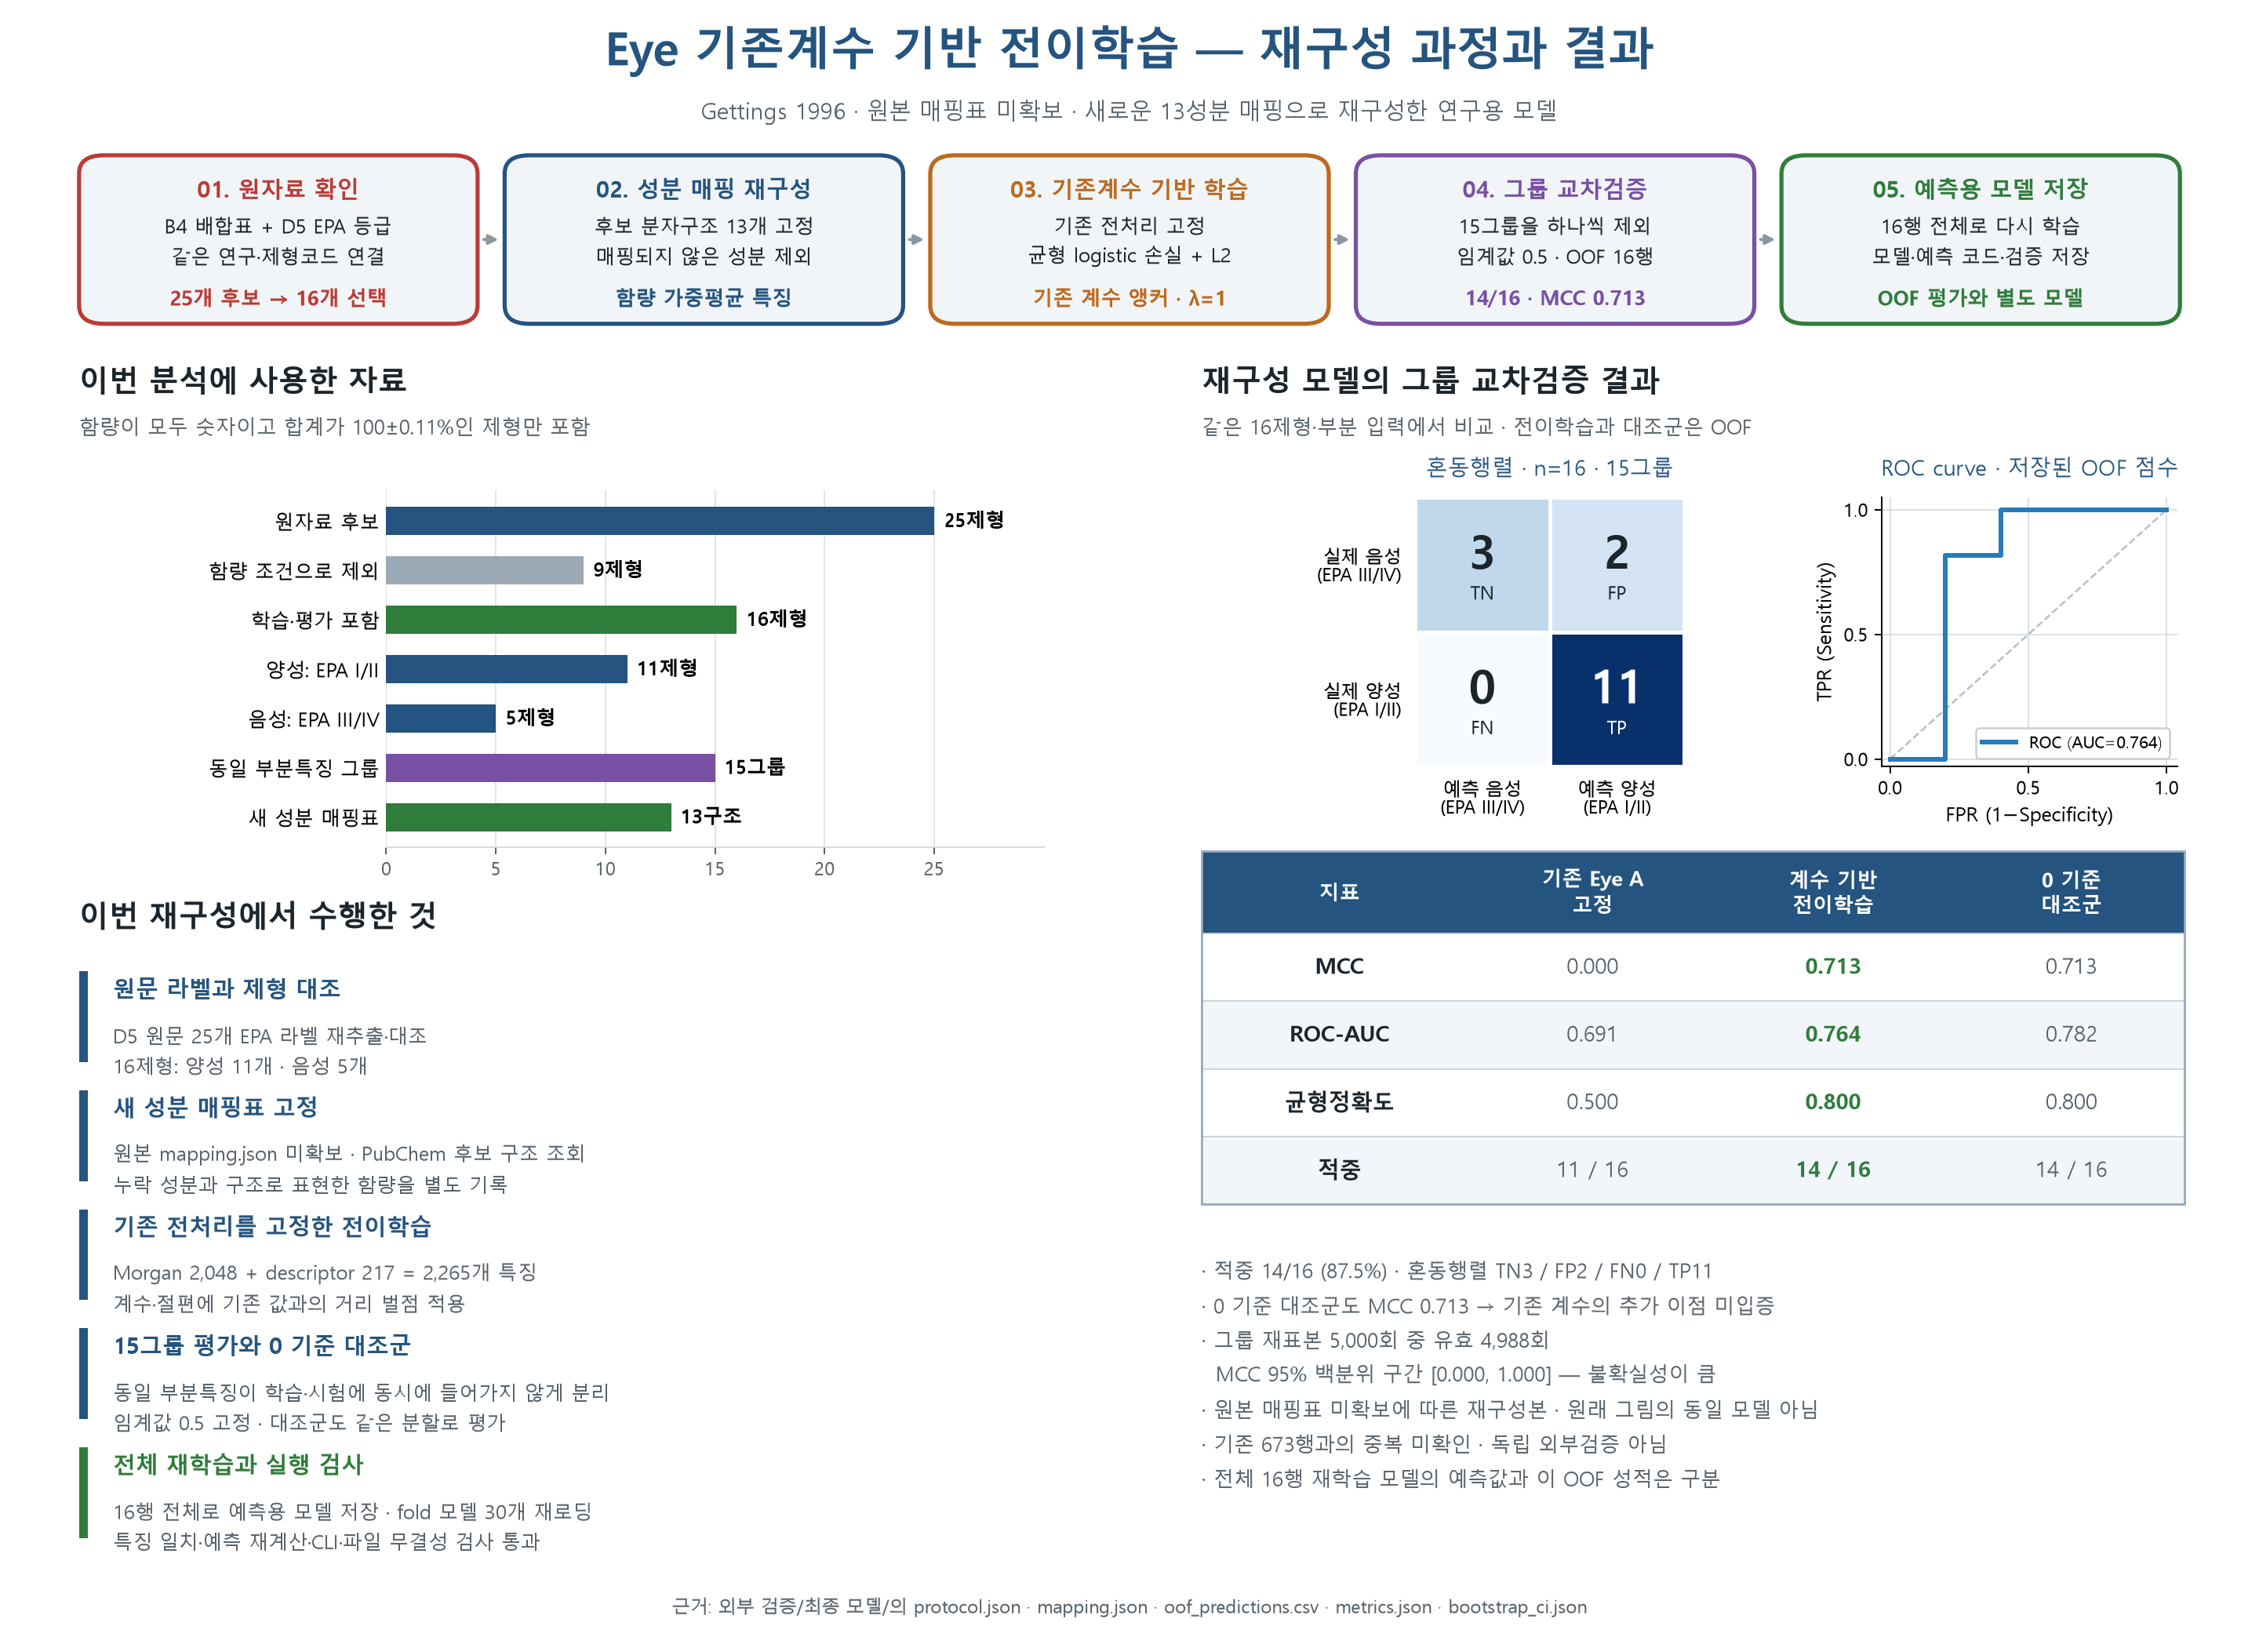 Eye 기존계수 기반 전이학습 — 재구성 과정과 결과
Gettings 1996 · 원본 매핑표 미확보 · 새로운 13성분 매핑으로 재구성한 연구용 모델
01. 원자료 확인
B4 배합표 + D5 EPA 등급
같은 연구·제형코드 연결
25개 후보 → 16개 선택
02. 성분 매핑 재구성
후보 분자구조 13개 고정
매핑되지 않은 성분 제외
함량 가중평균 특징
03. 기존계수 기반 학습
기존 전처리 고정
균형 logistic 손실 + L2
기존 계수 앵커 · λ=1
04. 그룹 교차검증
15그룹을 하나씩 제외
임계값 0.5 · OOF 16행
14/16 · MCC 0.713
05. 예측용 모델 저장
16행 전체로 다시 학습
모델·예측 코드·검증 저장
OOF 평가와 별도 모델
이번 분석에 사용한 자료
함량이 모두 숫자이고 합계가 100±0.11%인 제형만 포함
원자료 후보
25제형
함량 조건으로 제외
9제형
학습·평가 포함
16제형
양성: EPA I/II
11제형
음성: EPA III/IV
5제형
동일 부분특징 그룹
15그룹
새 성분 매핑표
13구조
0 5 10 15 20 25
이번 재구성에서 수행한 것
원문 라벨과 제형 대조
D5 원문 25개 EPA 라벨 재추출·대조
16제형: 양성 11개 · 음성 5개
새 성분 매핑표 고정
원본 mapping.json 미확보 · PubChem 후보 구조 조회
누락 성분과 구조로 표현한 함량을 별도 기록
기존 전처리를 고정한 전이학습
Morgan 2,048 + descriptor 217 = 2,265개 특징
계수·절편에 기존 값과의 거리 벌점 적용
15그룹 평가와 0 기준 대조군
동일 부분특징이 학습·시험에 동시에 들어가지 않게 분리
임계값 0.5 고정 · 대조군도 같은 분할로 평가
전체 재학습과 실행 검사
16행 전체로 예측용 모델 저장 · fold 모델 30개 재로딩
특징 일치·예측 재계산·CLI·파일 무결성 검사 통과
재구성 모델의 그룹 교차검증 결과
같은 16제형·부분 입력에서 비교 · 전이학습과 대조군은 OOF
혼동행렬 · n=16 · 15그룹
실제 음성
(EPA III/IV)
3
TN
2
FP
실제 양성
(EPA I/II)
0
FN
11
TP
예측 음성
(EPA III/IV)
예측 양성
(EPA I/II)
ROC curve · 저장된 OOF 점수
TPR (Sensitivity)
1.0
0.5
0.0
ROC (AUC=0.764)
0.0 0.5 1.0
FPR (1−Specificity)
지표
기존 Eye A
고정
계수 기반
전이학습
0 기준
대조군
MCC 0.000 0.713 0.713
ROC-AUC 0.691 0.764 0.782
균형정확도 0.500 0.800 0.800
적중 11 / 16 14 / 16 14 / 16
· 적중 14/16 (87.5%) · 혼동행렬 TN3 / FP2 / FN0 / TP11
· 0 기준 대조군도 MCC 0.713 → 기존 계수의 추가 이점 미입증
· 그룹 재표본 5,000회 중 유효 4,988회
MCC 95% 백분위 구간 [0.000, 1.000] — 불확실성이 큼
· 원본 매핑표 미확보에 따른 재구성본 · 원래 그림의 동일 모델 아님
· 기존 673행과의 중복 미확인 · 독립 외부검증 아님
· 전체 16행 재학습 모델의 예측값과 이 OOF 성적은 구분
근거: 외부 검증/최종 모델/의 protocol.json · mapping.json · oof_predictions.csv · metrics.json · bootstrap_ci.json